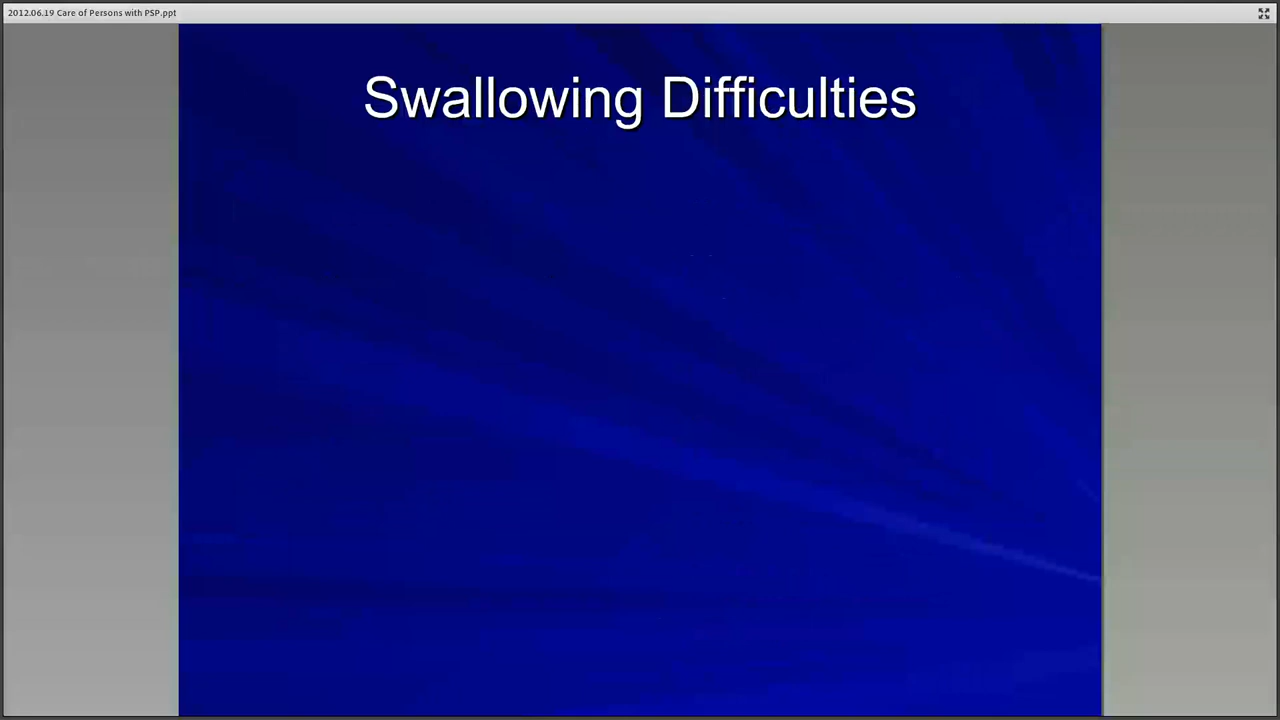 2012.06.19 Care of Persons with PSP.ppt
Swallowing Difficulties